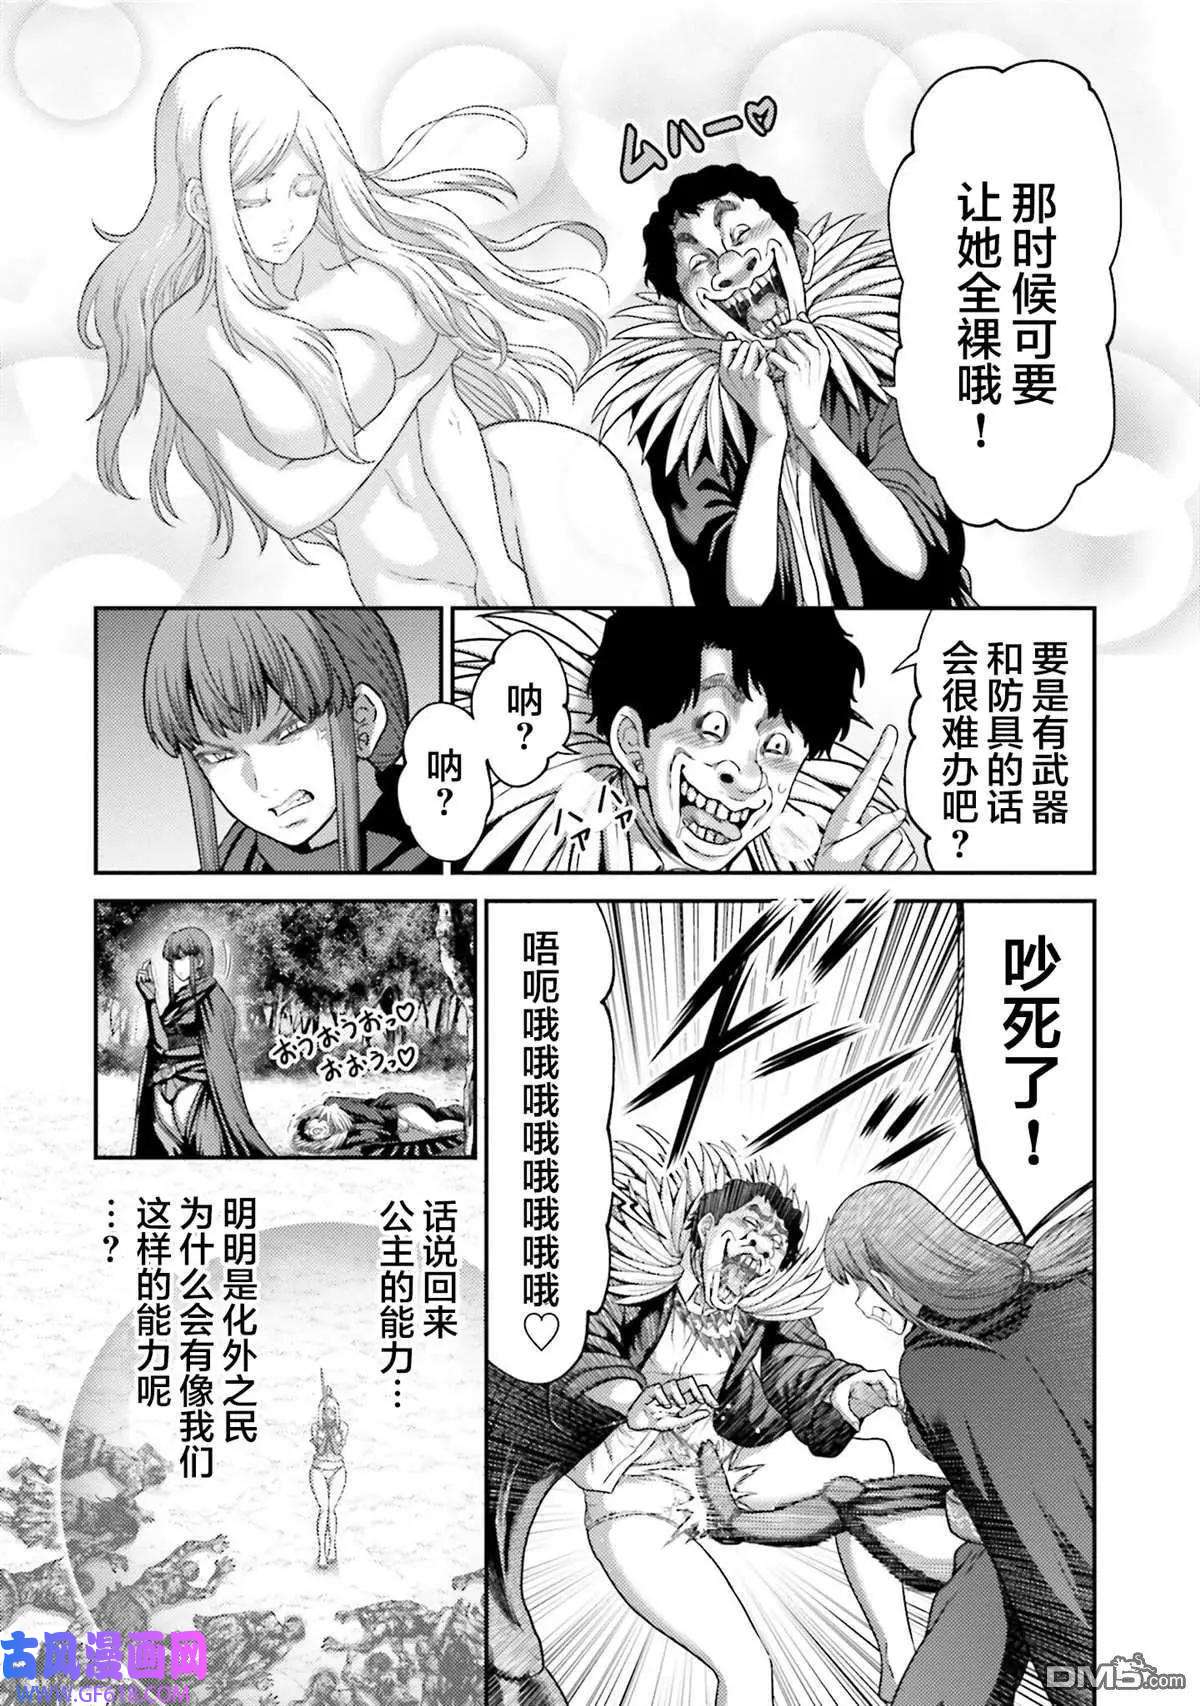 那时候可要
让她全裸哦！
ムハー♡
要是有武器
和防具的话
会很难办吧？
呐？
呐？
ハァ
ハァ
吵死了！
唔呃哦哦哦哦哦哦哦哦♡
おうおうおっ♡
おおうっ♡
话说回来
公主的能力…
明明是化外之民
为什么会有像我们
这样的能力呢
…？
古风漫画网
WWW.GF618.COM
DM5.com